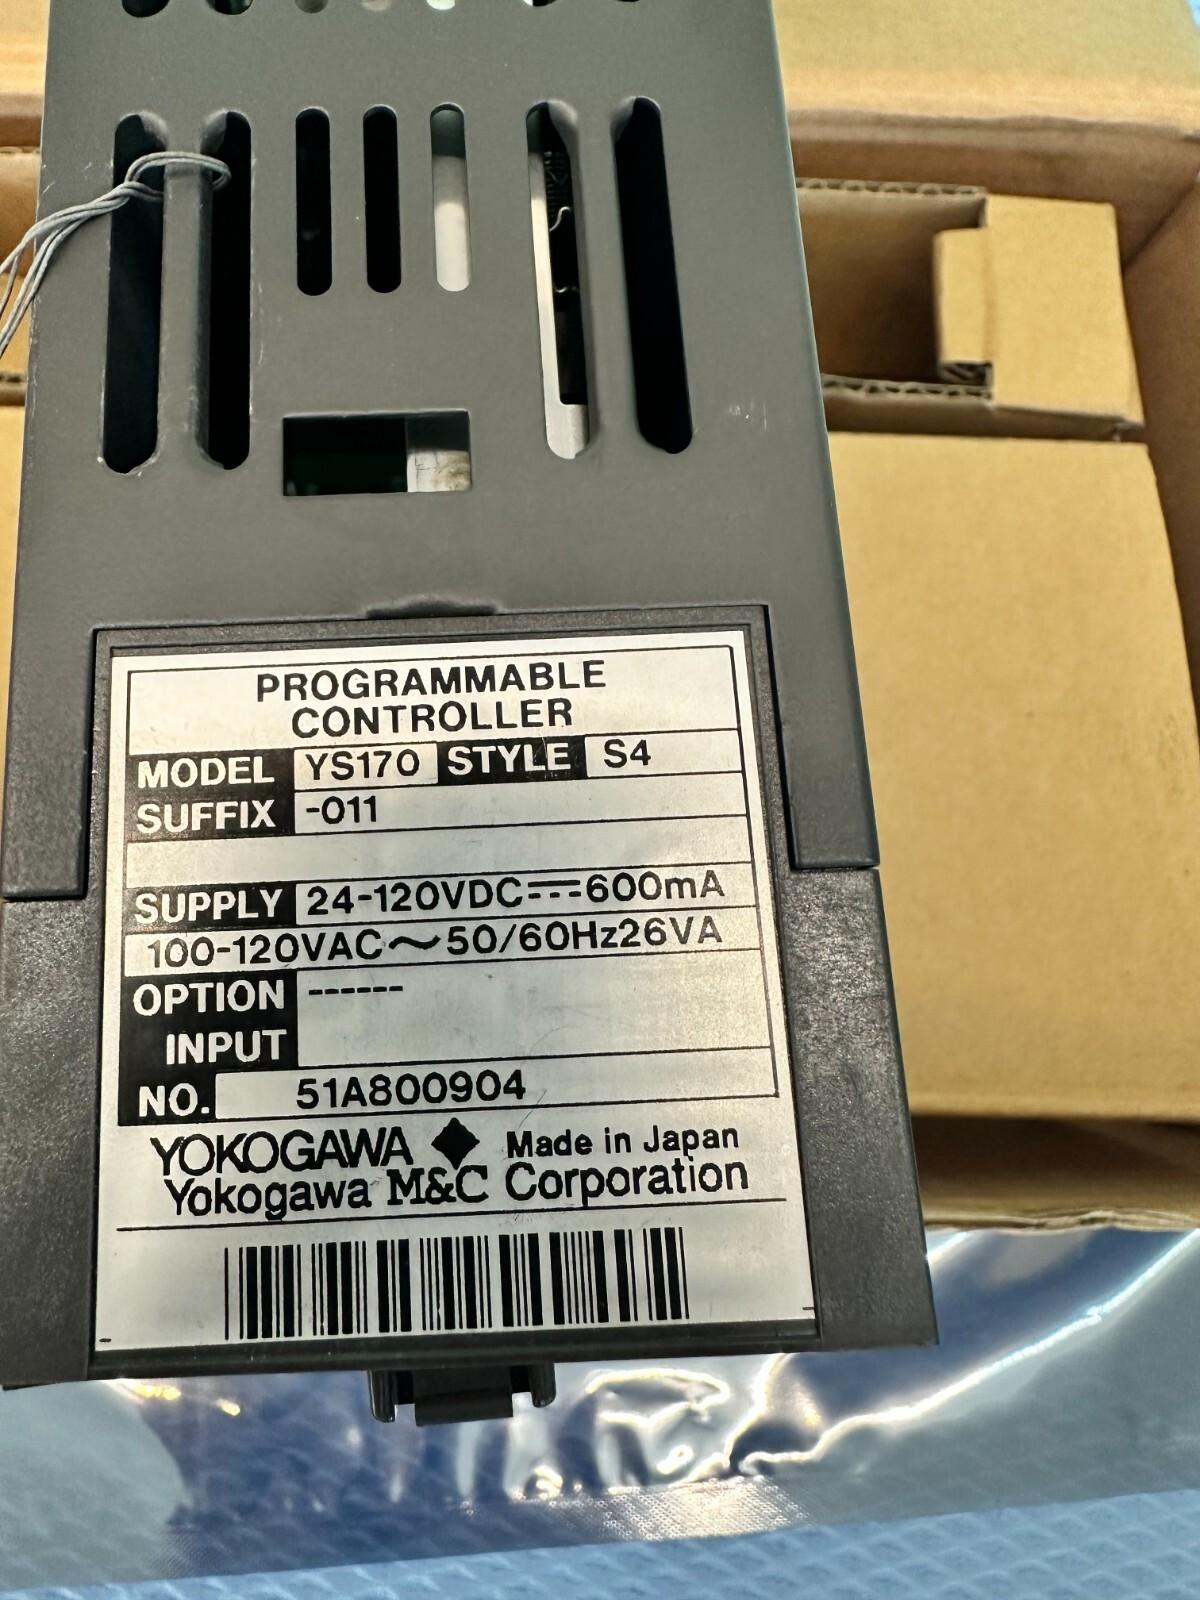 PROGRAMMABLE
CONTROLLER
MODEL YS170 STYLE S4
SUFFIX -011
SUPPLY 24-120VDC⎓600mA
100-120VAC～50/60Hz26VA
OPTION ------
INPUT
NO. 51A800904
YOKOGAWA ◆ Made in Japan
Yokogawa M&C Corporation